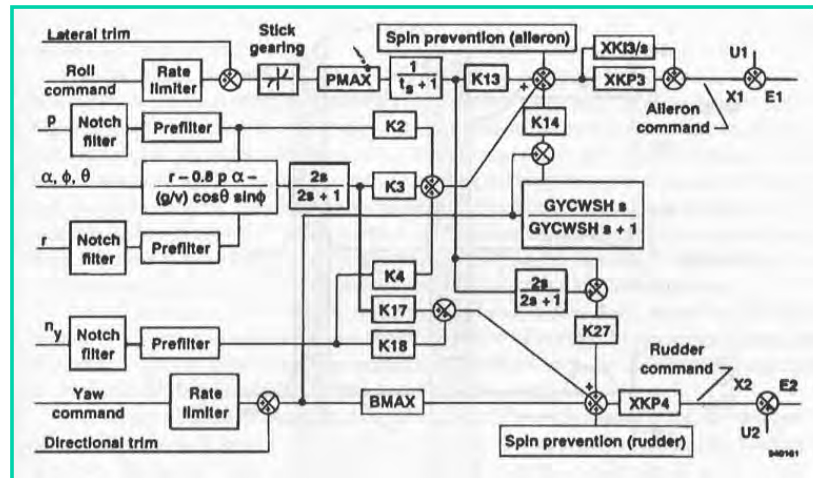 Lateral trim
Roll
command
Rate
limiter
Stick
gearing
PMAX
1
ts + 1
K13
Spin prevention (aileron)
XKI3/s
XKP3
U1
X1
E1
Aileron
command
p
Notch
filter
Prefilter
K2
K14
α, ϕ, θ
r – 0.8 p α –
(g/v) cosθ sinϕ
2s
2s + 1
K3
GYCWSH s
GYCWSH s + 1
r
Notch
filter
Prefilter
K4
2s
2s + 1
K17
K27
ny
Notch
filter
Prefilter
K18
Rudder
command
Yaw
command
Rate
limiter
BMAX
+
+
XKP4
X2
E2
U2
Directional trim
Spin prevention (rudder)
940161